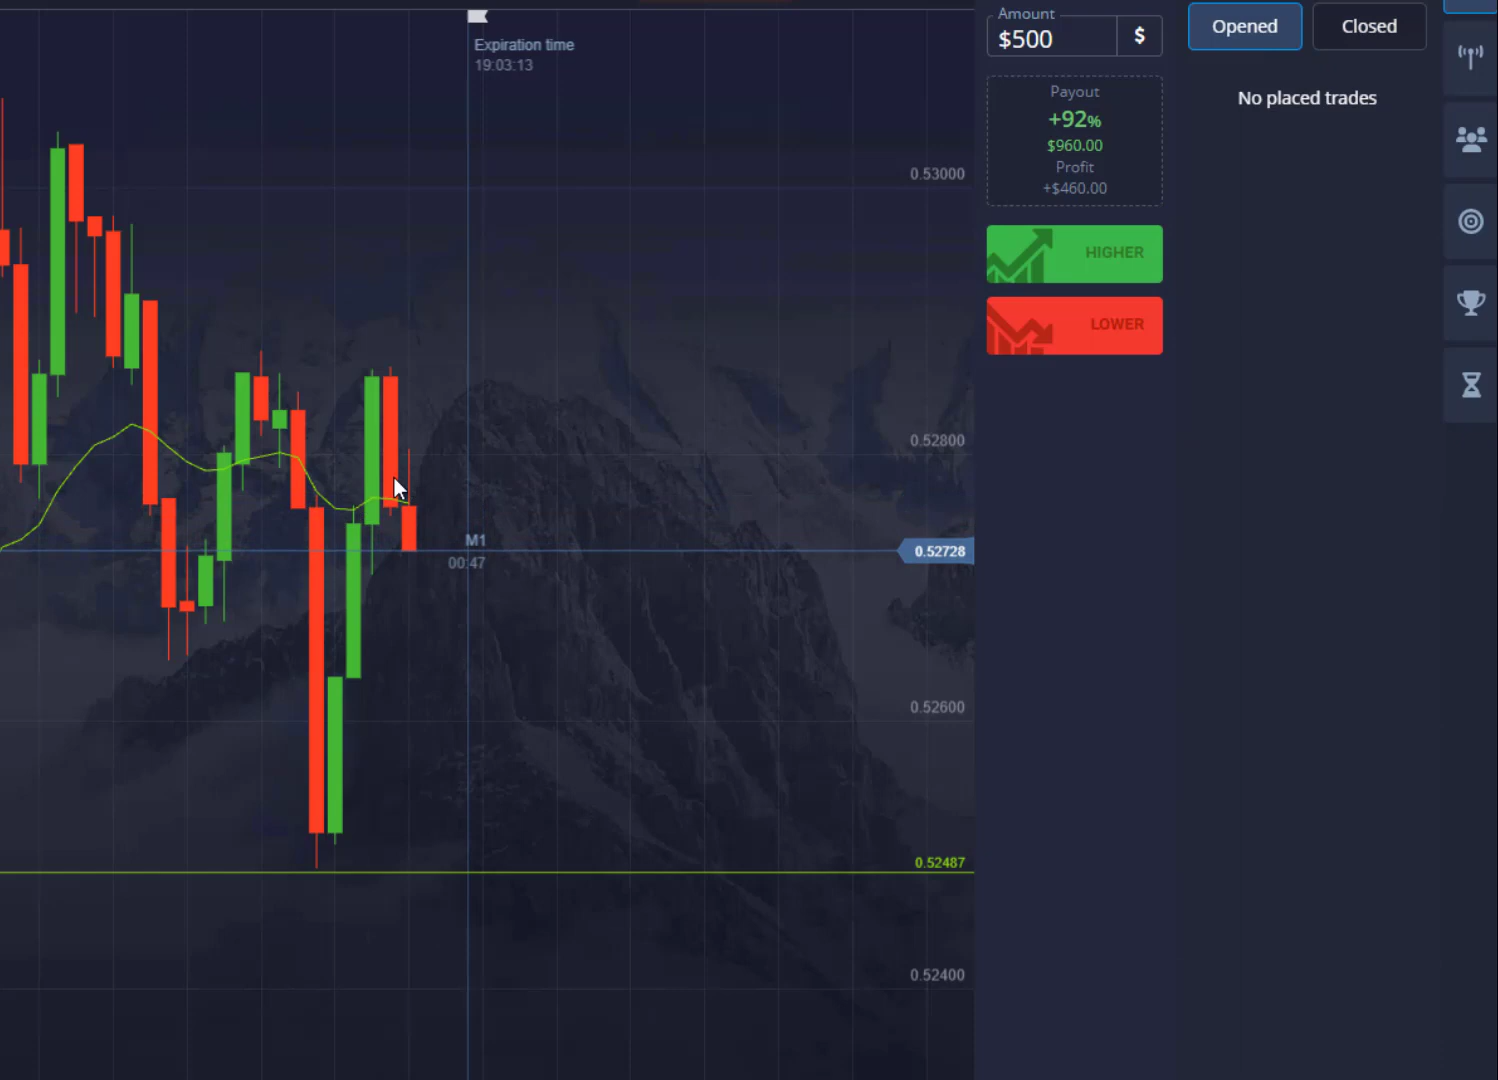 Expiration time
19:03:13
0.53000
0.52800
M1
00:47
0.52728
0.52600
0.52487
0.52400
Amount
$500
$
Payout
+92%
$960.00
Profit
+$460.00
HIGHER
LOWER
Opened
Closed
No placed trades